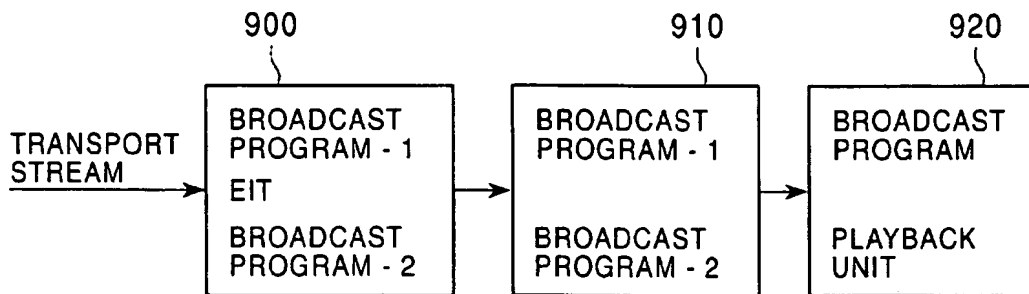 900
910
920
TRANSPORT
STREAM
BROADCAST
PROGRAM - 1
EIT
BROADCAST
PROGRAM - 2
BROADCAST
PROGRAM - 1
BROADCAST
PROGRAM - 2
BROADCAST
PROGRAM
PLAYBACK
UNIT